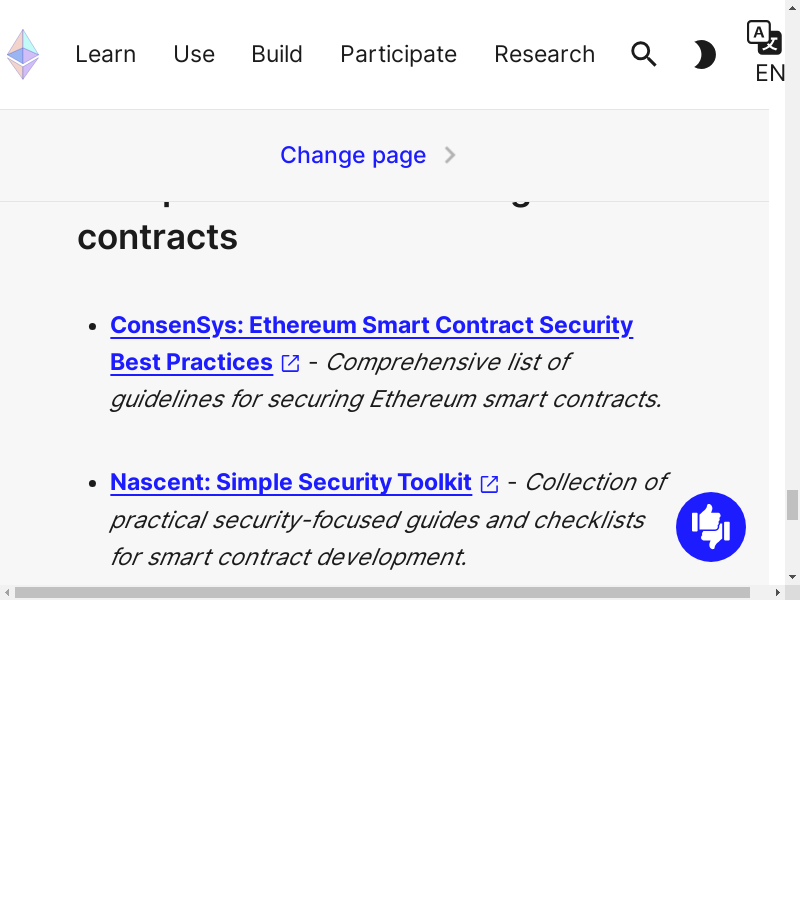 Learn Use Build Participate Research
EN
Change page
contracts
ConsenSys: Ethereum Smart Contract Security
Best Practices - Comprehensive list of
guidelines for securing Ethereum smart contracts.
Nascent: Simple Security Toolkit - Collection of
practical security-focused guides and checklists
for smart contract development.